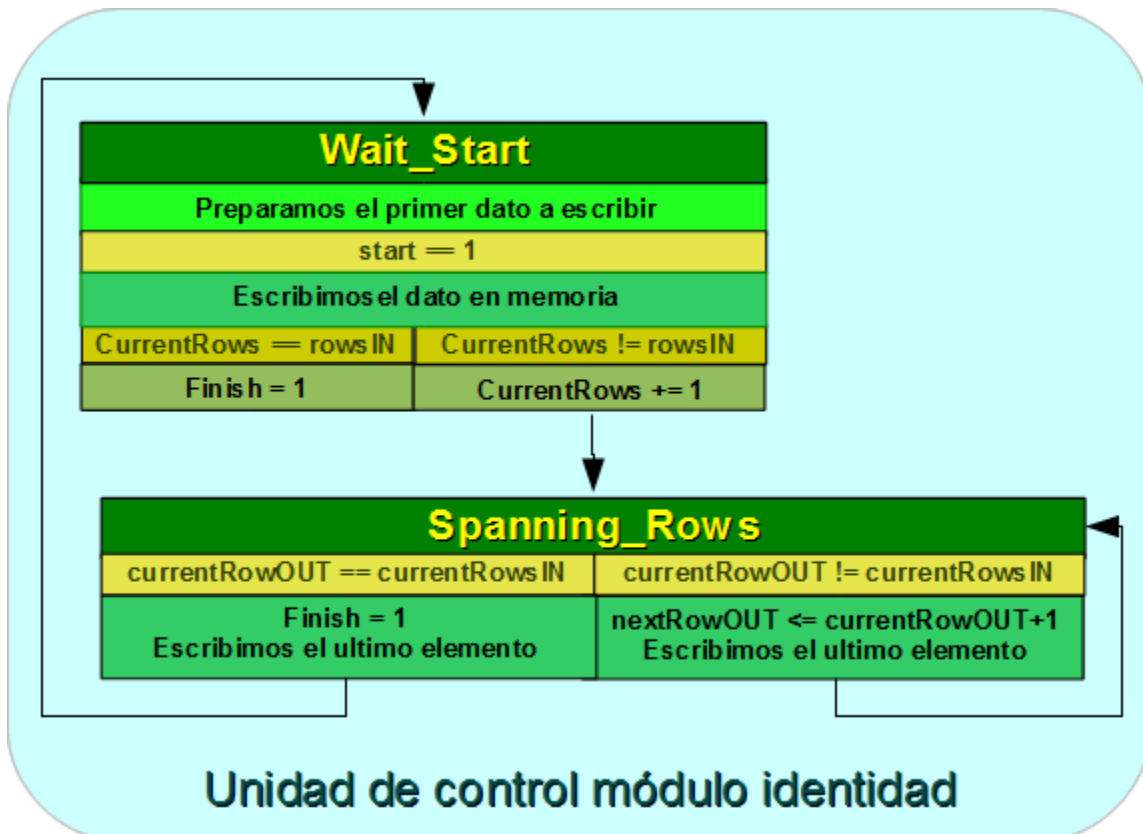 Wait_Start
Preparamos el primer dato a escribir
start == 1
Escribimosel dato en memoria
CurrentRows == rowsIN
CurrentRows != rowsIN
Finish = 1
CurrentRows += 1
Spanning_Rows
currentRowOUT == currentRowsIN
currentRowOUT != currentRowsIN
Finish = 1
Escribimos el ultimo elemento
nextRowOUT <= currentRowOUT+1
Escribimos el ultimo elemento
Unidad de control módulo identidad